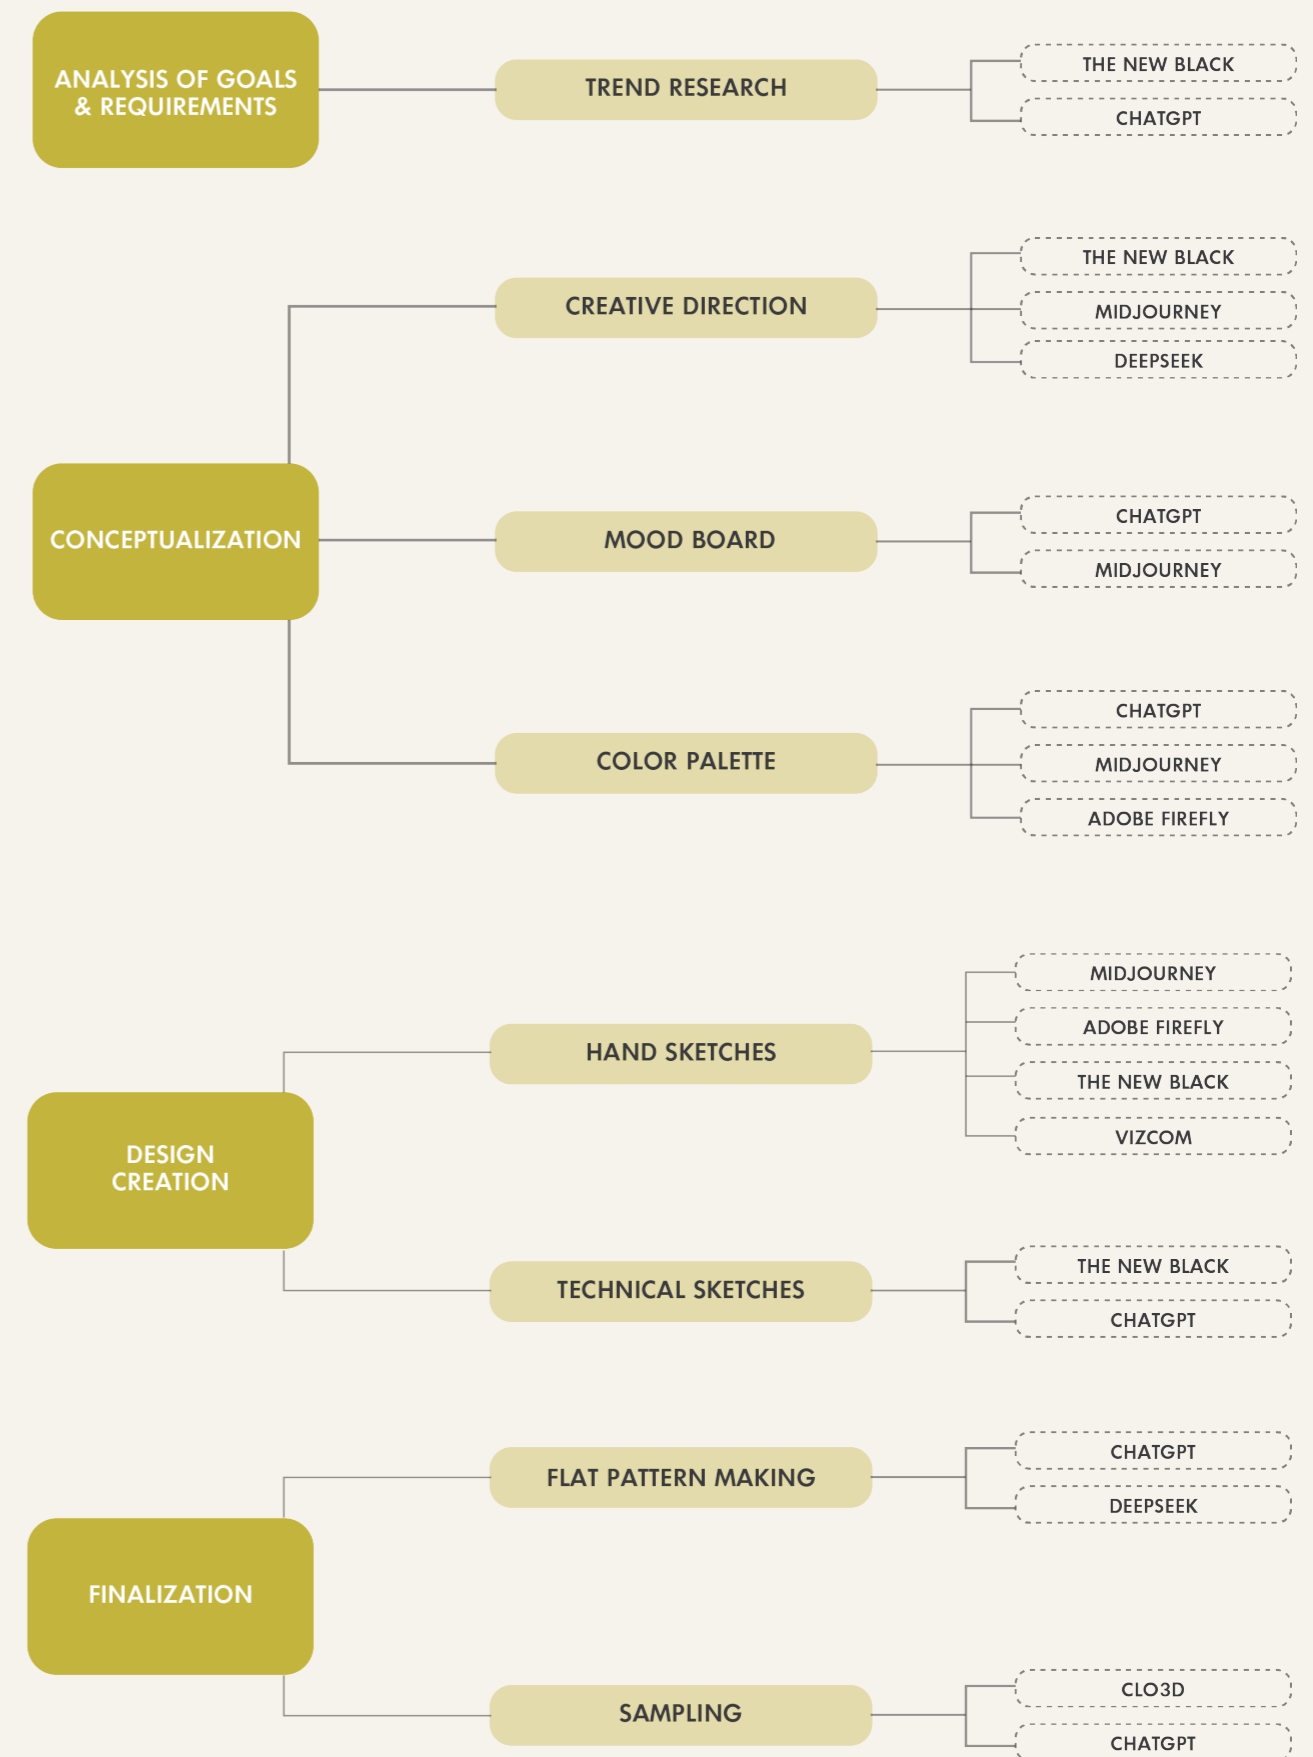 ANALYSIS OF GOALS
& REQUIREMENTS
TREND RESEARCH
THE NEW BLACK
CHATGPT
CONCEPTUALIZATION
CREATIVE DIRECTION
THE NEW BLACK
MIDJOURNEY
DEEPSEEK
MOOD BOARD
CHATGPT
MIDJOURNEY
COLOR PALETTE
CHATGPT
MIDJOURNEY
ADOBE FIREFLY
DESIGN
CREATION
HAND SKETCHES
MIDJOURNEY
ADOBE FIREFLY
THE NEW BLACK
VIZCOM
TECHNICAL SKETCHES
THE NEW BLACK
CHATGPT
FINALIZATION
FLAT PATTERN MAKING
CHATGPT
DEEPSEEK
SAMPLING
CLO3D
CHATGPT